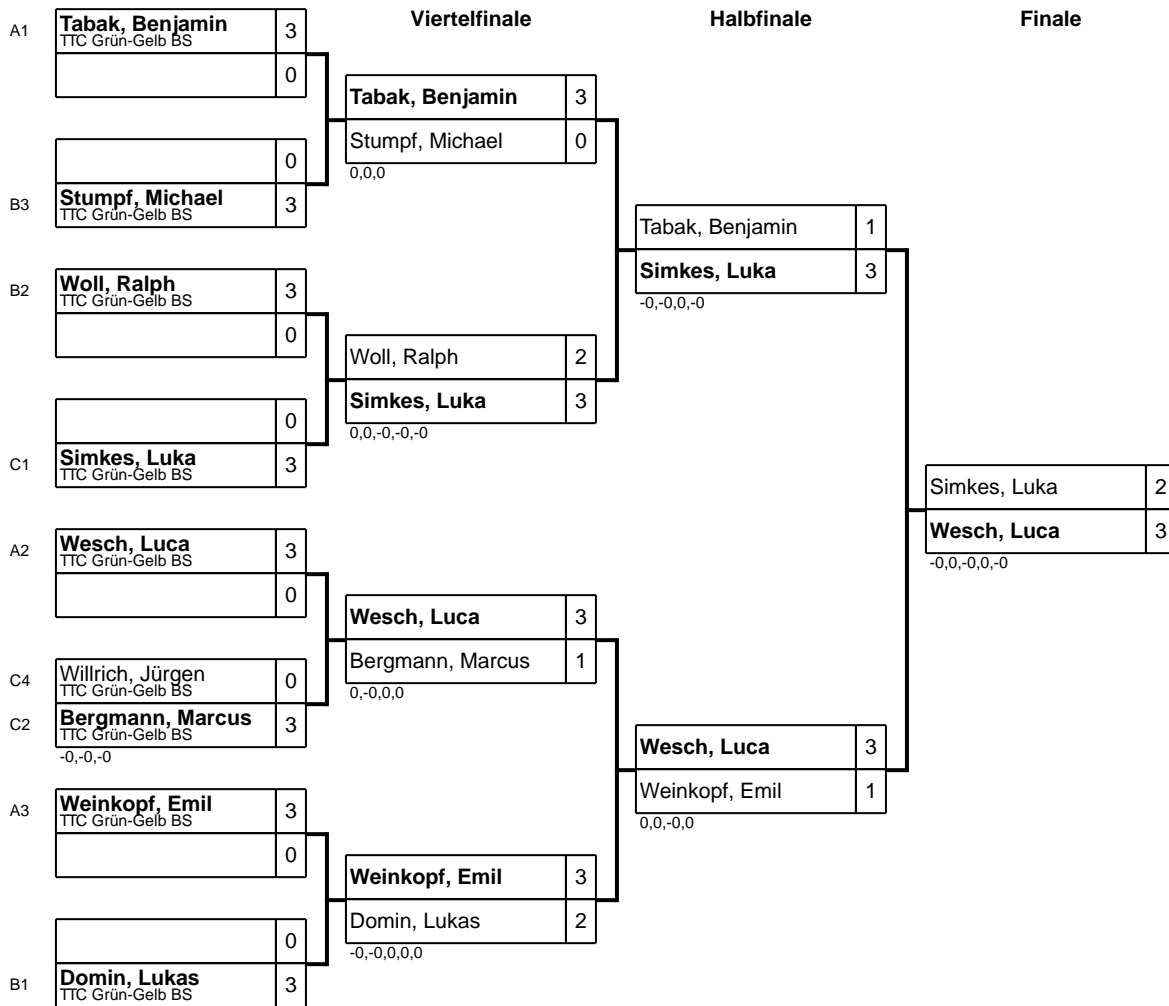 Viertelfinale Halbfinale Finale
A1 Tabak, Benjamin 3
TTC Grün-Gelb BS
0
0
B3 Stumpf, Michael 3
TTC Grün-Gelb BS
B2 Woll, Ralph 3
TTC Grün-Gelb BS
0
0
C1 Simkes, Luka 3
TTC Grün-Gelb BS
A2 Wesch, Luca 3
TTC Grün-Gelb BS
0
C4 Willrich, Jürgen 0
TTC Grün-Gelb BS
C2 Bergmann, Marcus 3
TTC Grün-Gelb BS
-0,-0,-0
A3 Weinkopf, Emil 3
TTC Grün-Gelb BS
0
0
B1 Domin, Lukas 3
TTC Grün-Gelb BS
Tabak, Benjamin 3
Stumpf, Michael 0
0,0,0
Woll, Ralph 2
Simkes, Luka 3
0,0,-0,-0,-0
Wesch, Luca 3
Bergmann, Marcus 1
0,-0,0,0
Weinkopf, Emil 3
Domin, Lukas 2
-0,-0,0,0,0
Tabak, Benjamin 1
Simkes, Luka 3
-0,-0,0,-0
Wesch, Luca 3
Weinkopf, Emil 1
0,0,-0,0
Simkes, Luka 2
Wesch, Luca 3
-0,0,-0,0,-0